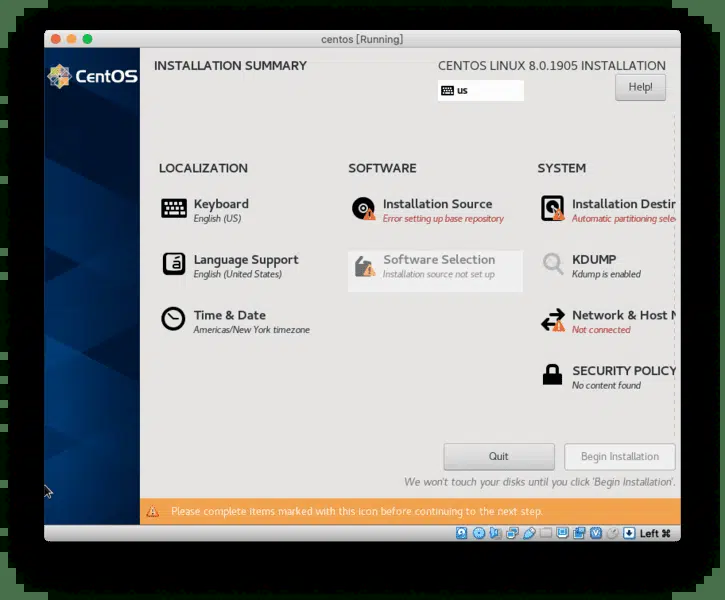 centos [Running]
CentOS
INSTALLATION SUMMARY
CENTOS LINUX 8.0.1905 INSTALLATION
us
Help!
LOCALIZATION
SOFTWARE
SYSTEM
Keyboard
English (US)
Installation Source
Error setting up base repository
Installation Destin
Automatic partitioning sele
Language Support
English (United States)
Software Selection
Installation source not set up
KDUMP
Kdump is enabled
Time & Date
Americas/New York timezone
Network & Host N
Not connected
SECURITY POLICY
No content found
Quit
Begin Installation
We won't touch your disks until you click 'Begin Installation'.
Please complete items marked with this icon before continuing to the next step.
Left ⌘